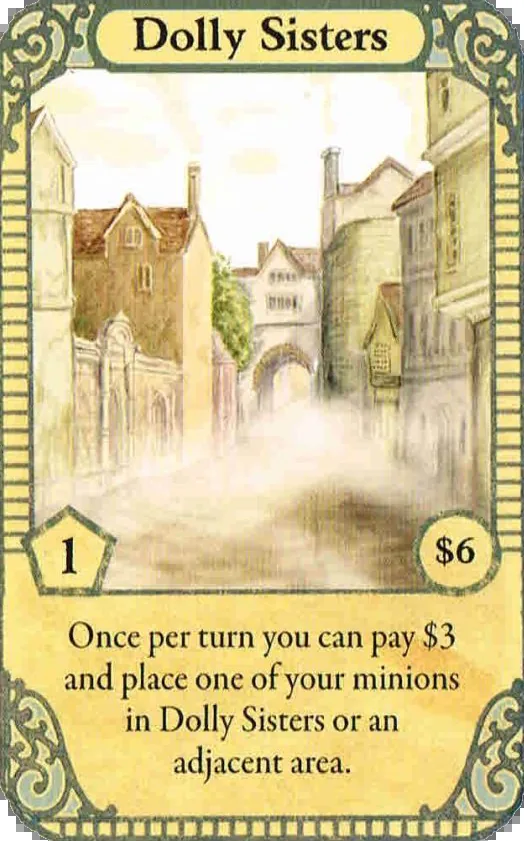 Dolly Sisters
1
$6
Once per turn you can pay $3
and place one of your minions
in Dolly Sisters or an
adjacent area.